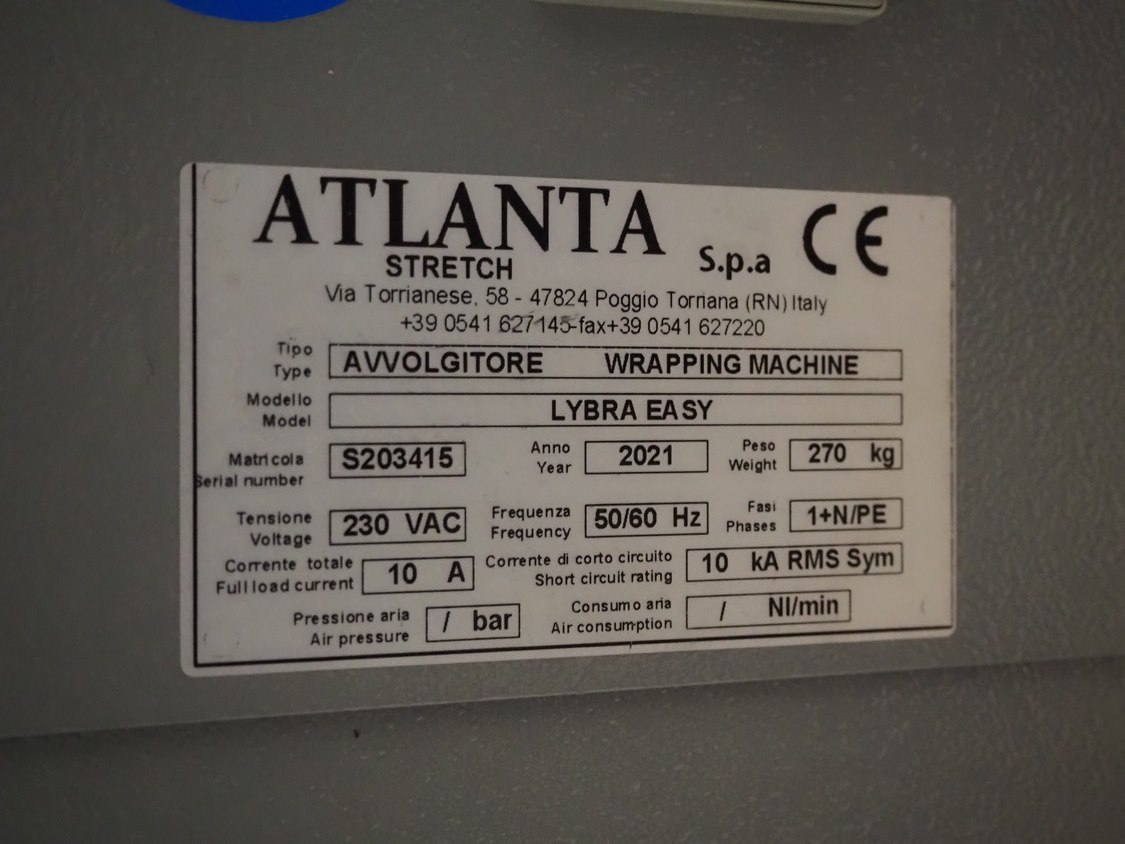 ATLANTA
STRETCH S.p.a CE
Via Torrianese, 58 - 47824 Poggio Torriana (RN) Italy
+39 0541 627145-fax+39 0541 627220
Tipo
Type
AVVOLGITORE WRAPPING MACHINE
Modello
Model
LYBRA EASY
Matricola
Serial number
S203415
Anno
Year
2021
Peso
Weight
270 kg
Tensione
Voltage
230 VAC
Frequenza
Frequency
50/60 Hz
Fasi
Phases
1+N/PE
Corrente totale
Full load current
10 A
Corrente di corto circuito
Short circuit rating
10 kA RMS Sym
Pressione aria
Air pressure
/ bar
Consumo aria
Air consumption
/ Nl/min